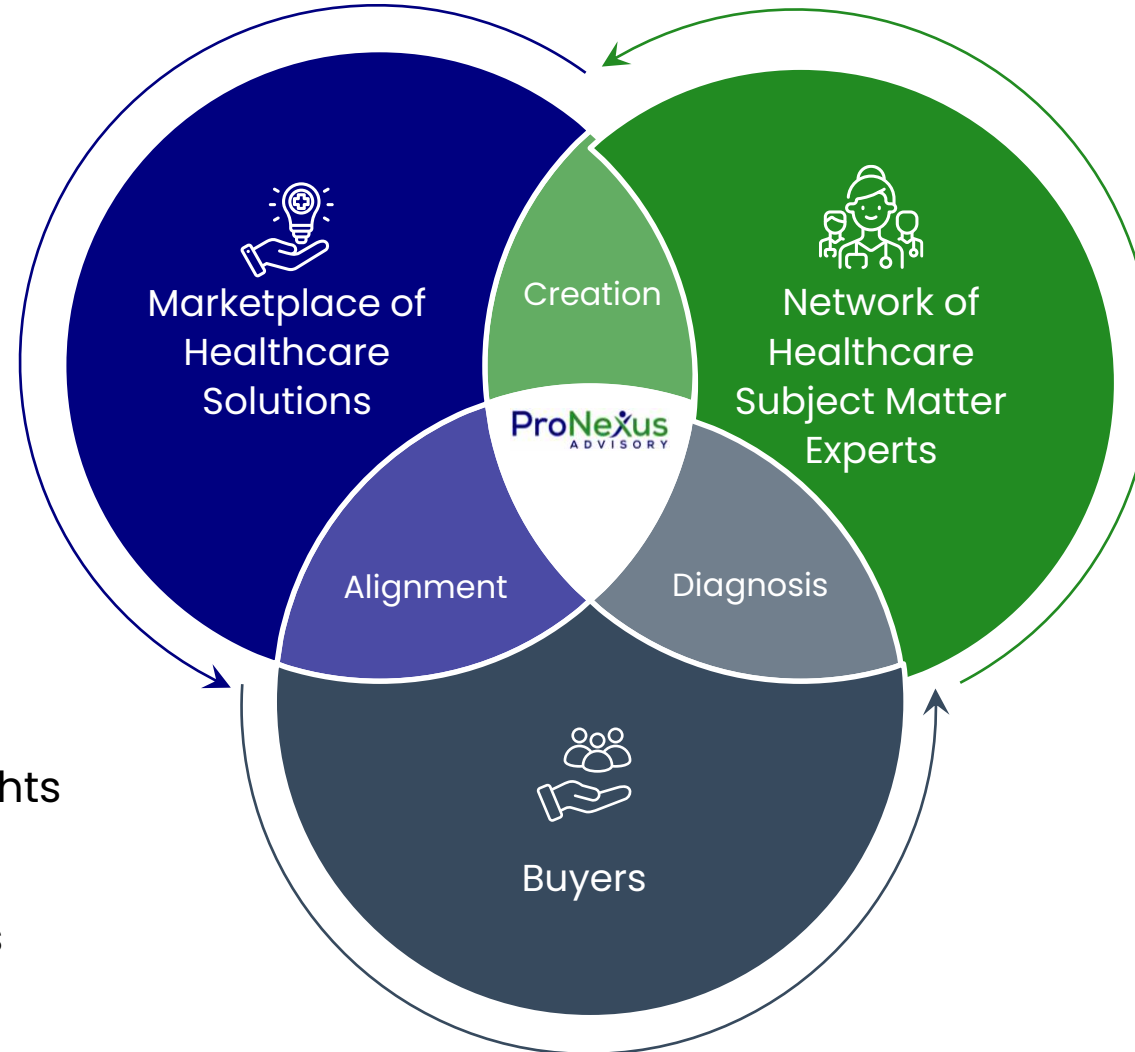 Marketplace of
Healthcare
Solutions
Creation
Network of
Healthcare
Subject Matter
Experts
ProNexus
ADVISORY
Alignment
Diagnosis
Buyers